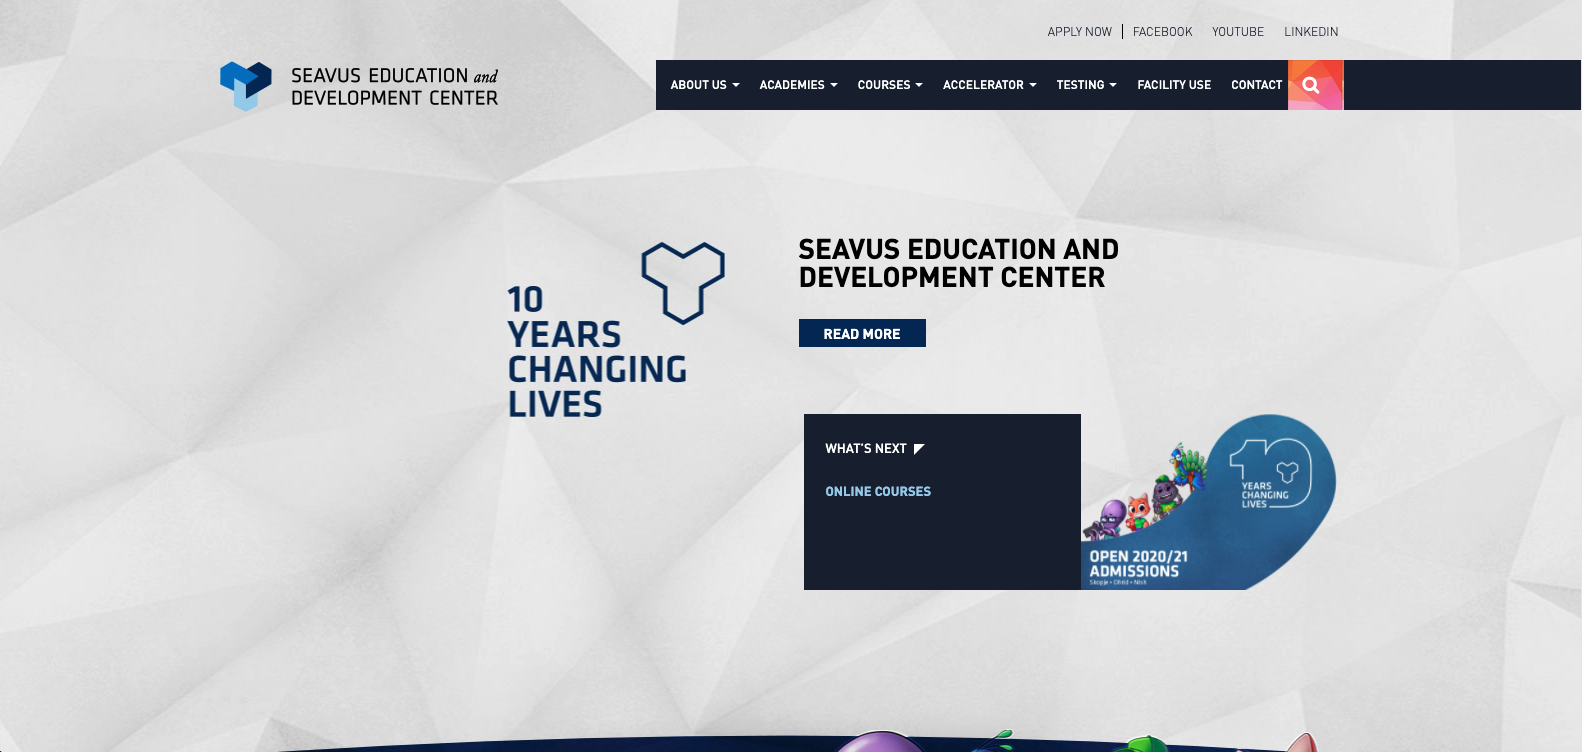 APPLY NOW FACEBOOK YOUTUBE LINKEDIN
SEAVUS EDUCATION and
DEVELOPMENT CENTER
ABOUT US ACADEMIES COURSES ACCELERATOR TESTING FACILITY USE CONTACT
10
YEARS
CHANGING
LIVES
SEAVUS EDUCATION AND
DEVELOPMENT CENTER
READ MORE
WHAT'S NEXT
ONLINE COURSES
10
YEARS
CHANGING
LIVES
OPEN 2020/21
ADMISSIONS
Skopje • Ohrid • Nish